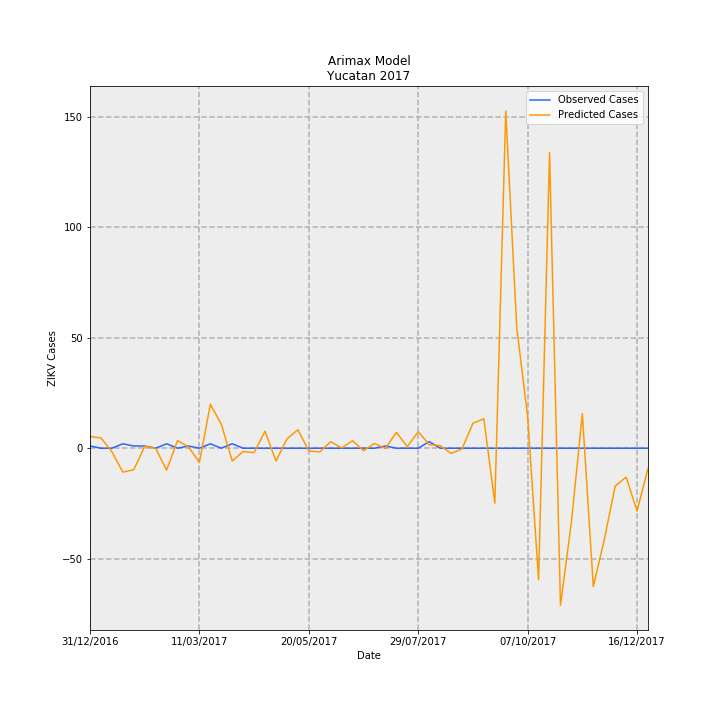 Arimax Model
Yucatan 2017
Observed Cases
Predicted Cases
150
100
50
0
−50
ZIKV Cases
31/12/2016
11/03/2017
20/05/2017
29/07/2017
07/10/2017
16/12/2017
Date